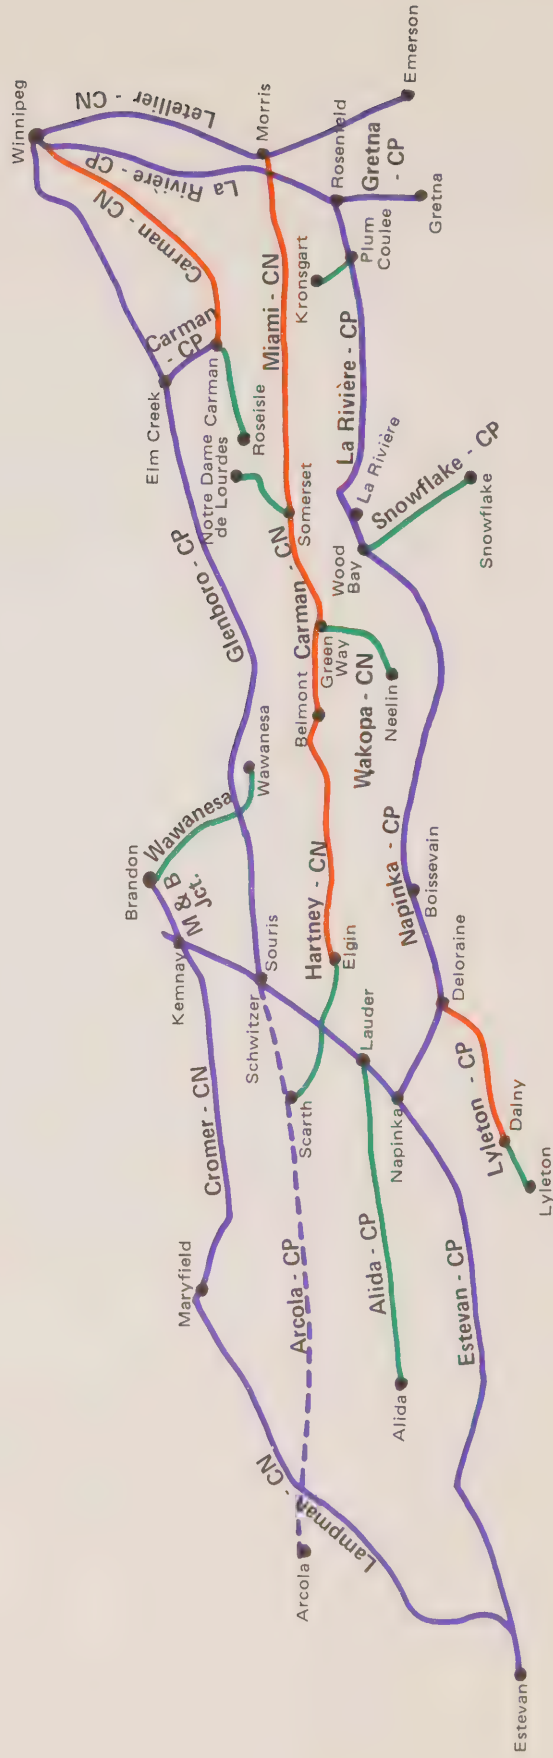 Winnipeg
Letellier - CN
La Rivière - CP
Carman - CN
Morris
Emerson
Rosenfeld
Gretna
- CP
Gretna
Plum
Coulee
Kronsgart
Miami - CN
Carman
- CP
Elm Creek
Carman
Roseisle
Notre Dame
de Lourdes
Somerset
La Rivière - CP
La Rivière
Snowflake - CP
Snowflake
Wood
Bay
Glenboro - CP
Carman - CN
Green
Way
Belmont
Wakopa - CN
Neelin
Wawanesa
Wawanesa
Brandon
M & B
Jct.
Kemnay
Souris
Schwitzer
Hartney - CN
Elgin
Napinka - CP
Boissevain
Deloraine
Lauder
Scarth
Napinka
Cromer - CN
Maryfield
Arcola - CP
Alida - CP
Alida
Lyleton - CP
Dalny
Lyleton
Estevan - CP
Lampman - CN
Arcola
Estevan